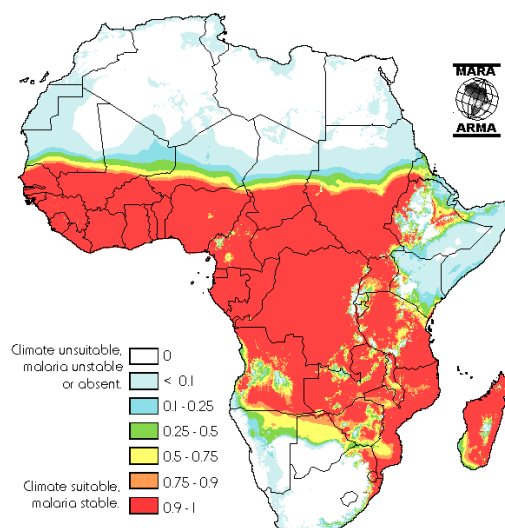 MARA
ARMA
Climate unsuitable,
malaria unstable
or absent.
0
< 0.1
0.1 - 0.25
0.25 - 0.5
0.5 - 0.75
0.75 - 0.9
0.9 - 1
Climate suitable,
malaria stable.